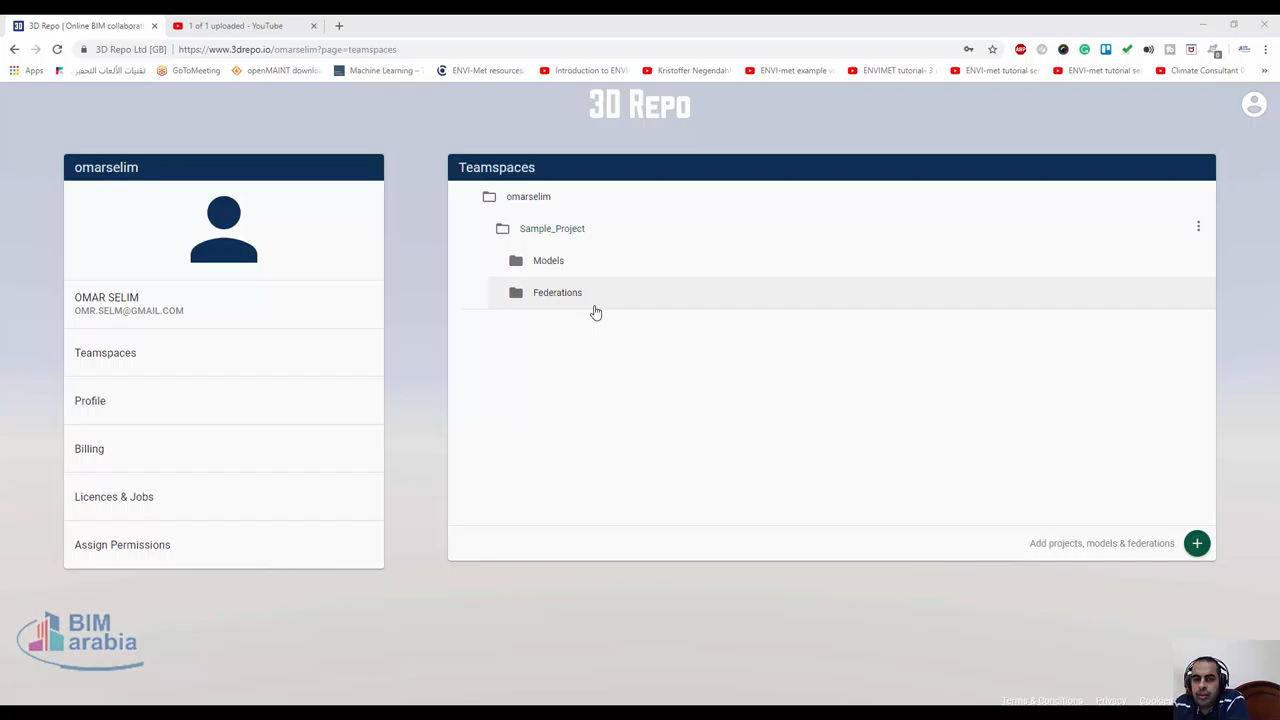 3D Repo | Online BIM collaborat
1 of 1 uploaded - YouTube
3D Repo Ltd [GB]
https://www.3drepo.io/omarselim?page=teamspaces
Apps
تقنيات الألعاب التحفيز
GoToMeeting
openMAINT downlo
Machine Learning –
ENVI-Met resources
Introduction to ENVI
Kristoffer Negendahl
ENVI-met example v
ENVIMET tutorial- 3
ENVI-met tutorial se
ENVI-met tutorial se
Climate Consultant
3D REPO
omarselim
OMAR SELIM
OMR.SELM@GMAIL.COM
Teamspaces
Profile
Billing
Licences & Jobs
Assign Permissions
Teamspaces
omarselim
Sample_Project
Models
Federations
Add projects, models & federations
BIM
arabia
Terms & Conditions
Privacy
Cookies